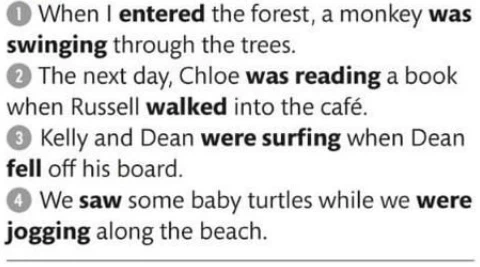 1 When I entered the forest, a monkey was
swinging through the trees.
2 The next day, Chloe was reading a book
when Russell walked into the café.
3 Kelly and Dean were surfing when Dean
fell off his board.
4 We saw some baby turtles while we were
jogging along the beach.